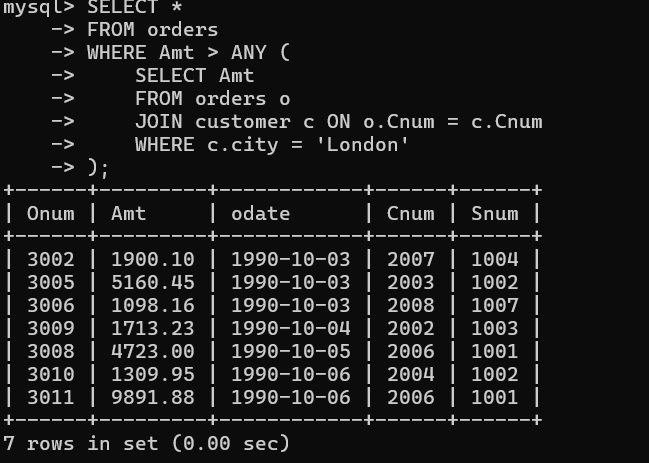 mysql> SELECT *
    -> FROM orders
    -> WHERE Amt > ANY (
    ->     SELECT Amt
    ->     FROM orders o
    ->     JOIN customer c ON o.Cnum = c.Cnum
    ->     WHERE c.city = 'London'
    -> );
+------+---------+------------+------+------+
| Onum | Amt     | odate      | Cnum | Snum |
+------+---------+------------+------+------+
| 3002 | 1900.10 | 1990-10-03 | 2007 | 1004 |
| 3005 | 5160.45 | 1990-10-03 | 2003 | 1002 |
| 3006 | 1098.16 | 1990-10-03 | 2008 | 1007 |
| 3009 | 1713.23 | 1990-10-04 | 2002 | 1003 |
| 3008 | 4723.00 | 1990-10-05 | 2006 | 1001 |
| 3010 | 1309.95 | 1990-10-06 | 2004 | 1002 |
| 3011 | 9891.88 | 1990-10-06 | 2006 | 1001 |
+------+---------+------------+------+------+
7 rows in set (0.00 sec)